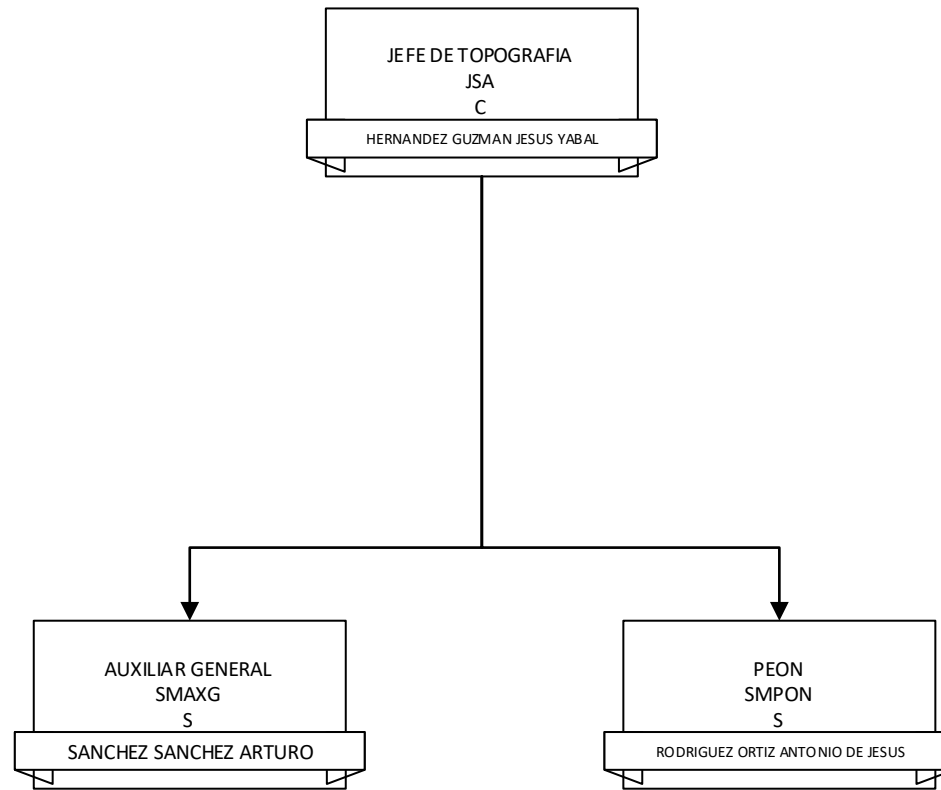 JEFE DE TOPOGRAFIA
JSA
C
HERNANDEZ GUZMAN JESUS YABAL
AUXILIAR GENERAL
SMAXG
S
SANCHEZ SANCHEZ ARTURO
PEON
SMPON
S
RODRIGUEZ ORTIZ ANTONIO DE JESUS